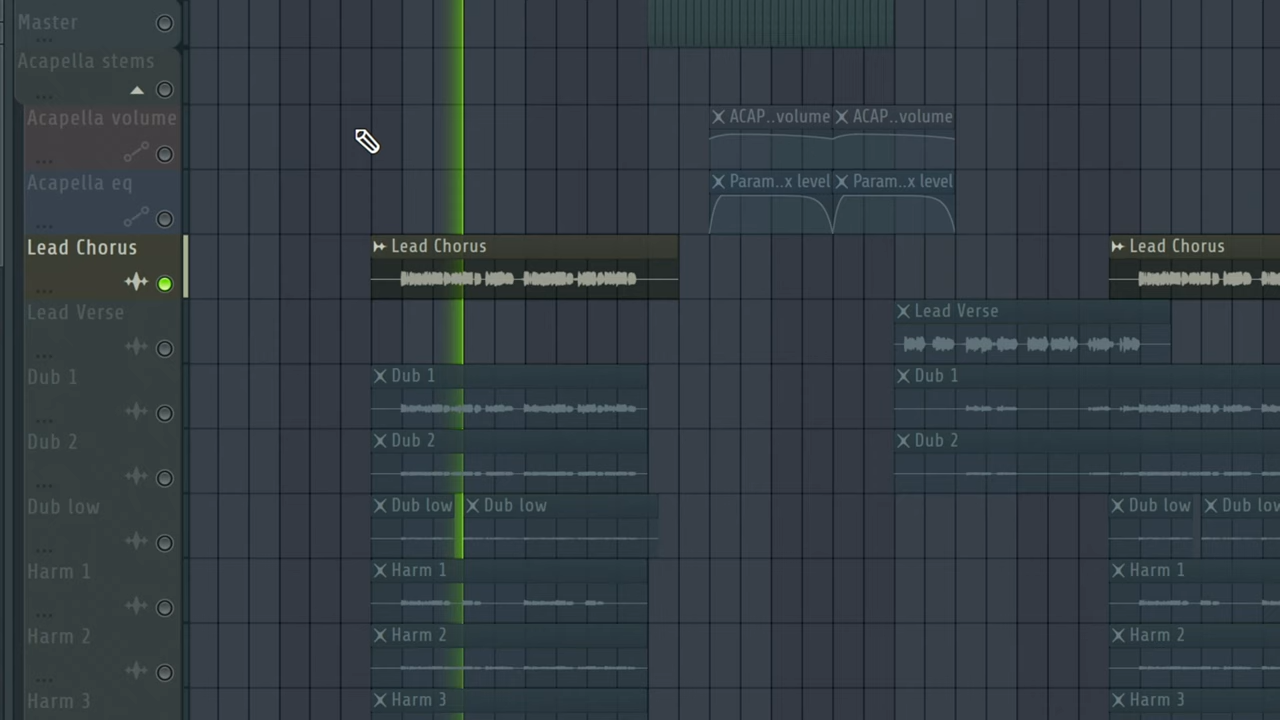 Master
Acapella stems
Acapella volume
ACAP..volume ACAP..volume
Acapella eq
Param..x level Param..x level
Lead Chorus
Lead Chorus
Lead Chorus
Lead Verse
Lead Verse
Dub 1
Dub 1
Dub 1
Dub 2
Dub 2
Dub 2
Dub low
Dub low Dub low
Dub low Dub low
Harm 1
Harm 1
Harm 1
Harm 2
Harm 2
Harm 2
Harm 3
Harm 3
Harm 3